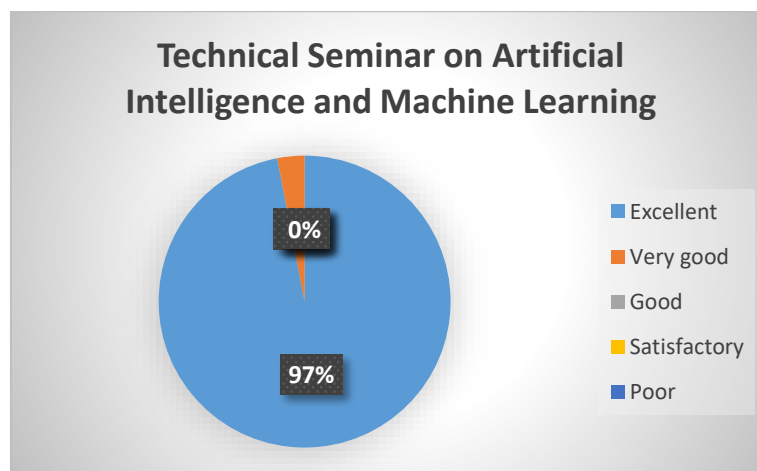 Technical Seminar on Artificial
Intelligence and Machine Learning
0%
97%
Excellent
Very good
Good
Satisfactory
Poor